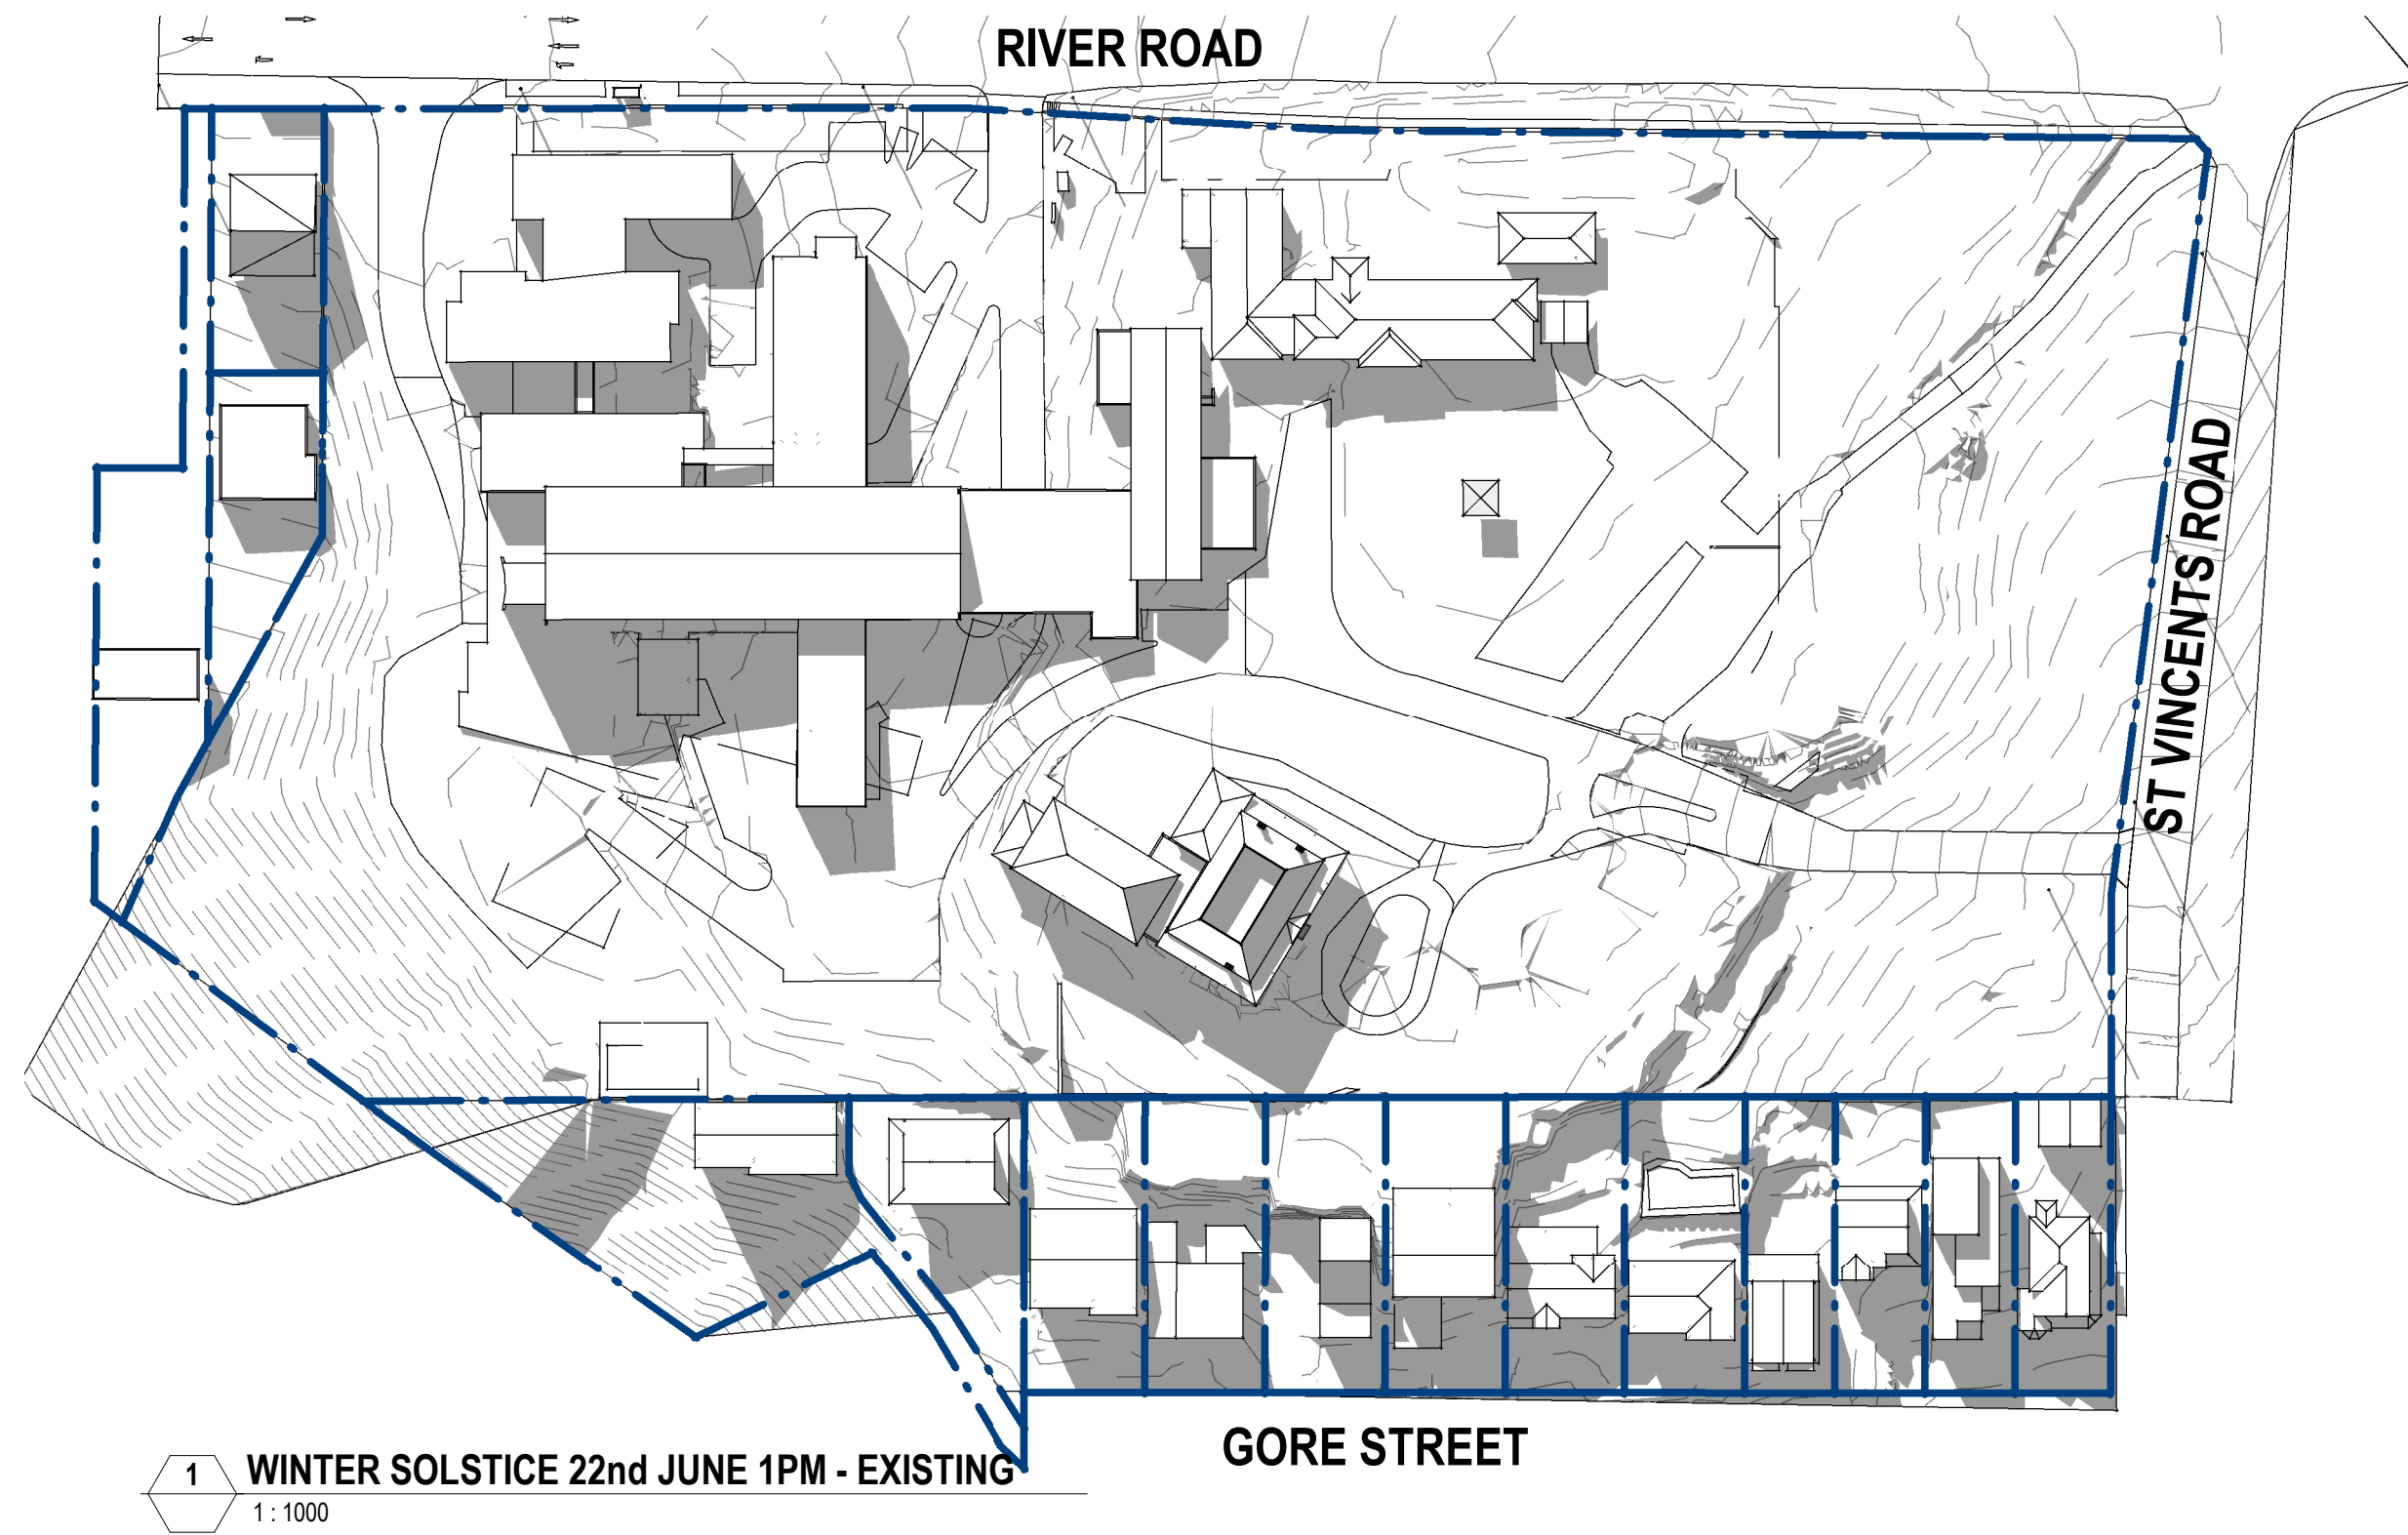 RIVER ROAD
ST VINCENTS ROAD
GORE STREET
1 WINTER SOLSTICE 22nd JUNE 1PM - EXISTING
1 : 1000